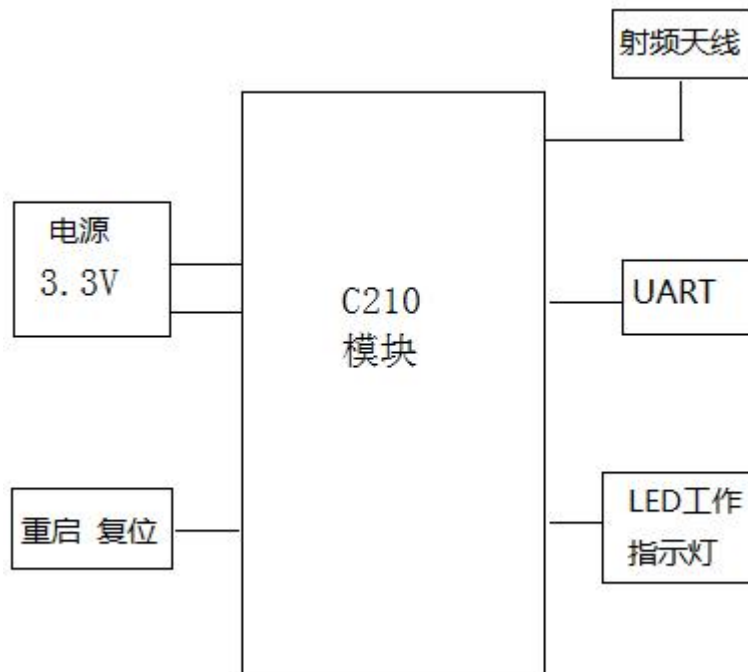 射频天线
电源
3.3V
UART
C210
模块
重启 复位
LED工作
指示灯